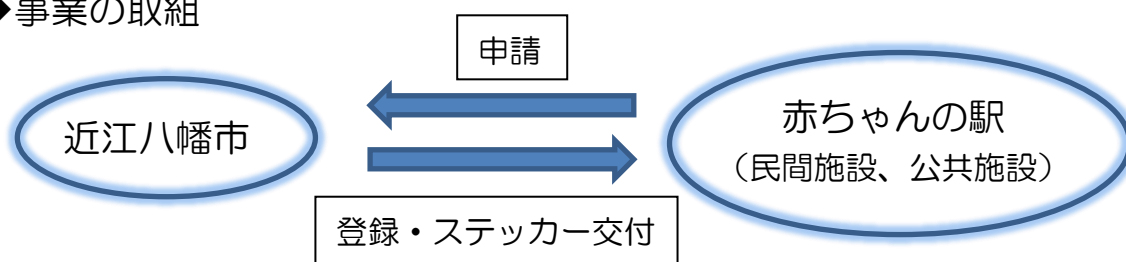 ◆事業の取組
申請
近江八幡市
赤ちゃんの駅
（民間施設、公共施設）
登録・ステッカー交付